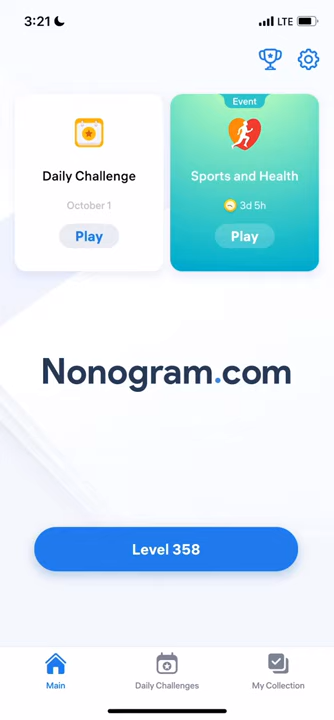 3:21
LTE
Event
Daily Challenge
Sports and Health
October 1
3d 5h
Play
Play
Nonogram.com
Level 358
Main
Daily Challenges
My Collection